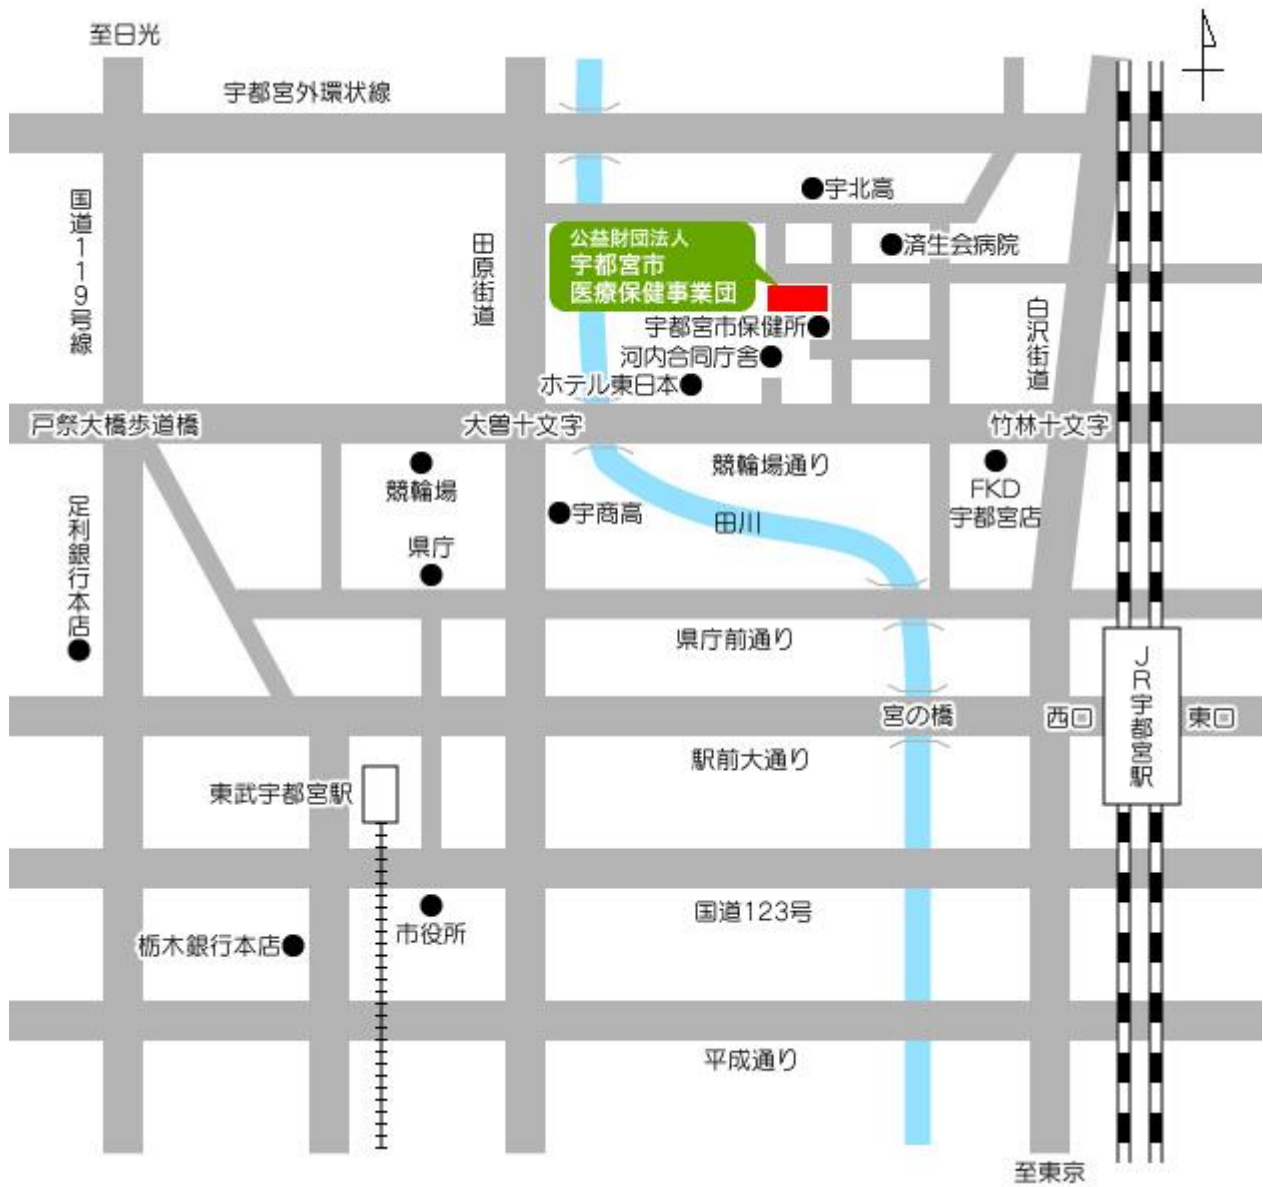 至日光
宇都宮外環状線
国道119号線
田原街道
宇北高
公益財団法人
宇都宮市
医療保健事業団
済生会病院
宇都宮市保健所
河内合同庁舎
ホテル東日本
白沢街道
戸祭大橋歩道橋
大曽十文字
竹林十文字
競輪場通り
競輪場
FKD
宇都宮店
足利銀行本店
宇商高
田川
県庁
県庁前通り
JR宇都宮駅
宮の橋
西口
東口
駅前大通り
東武宇都宮駅
国道123号
市役所
栃木銀行本店
平成通り
至東京